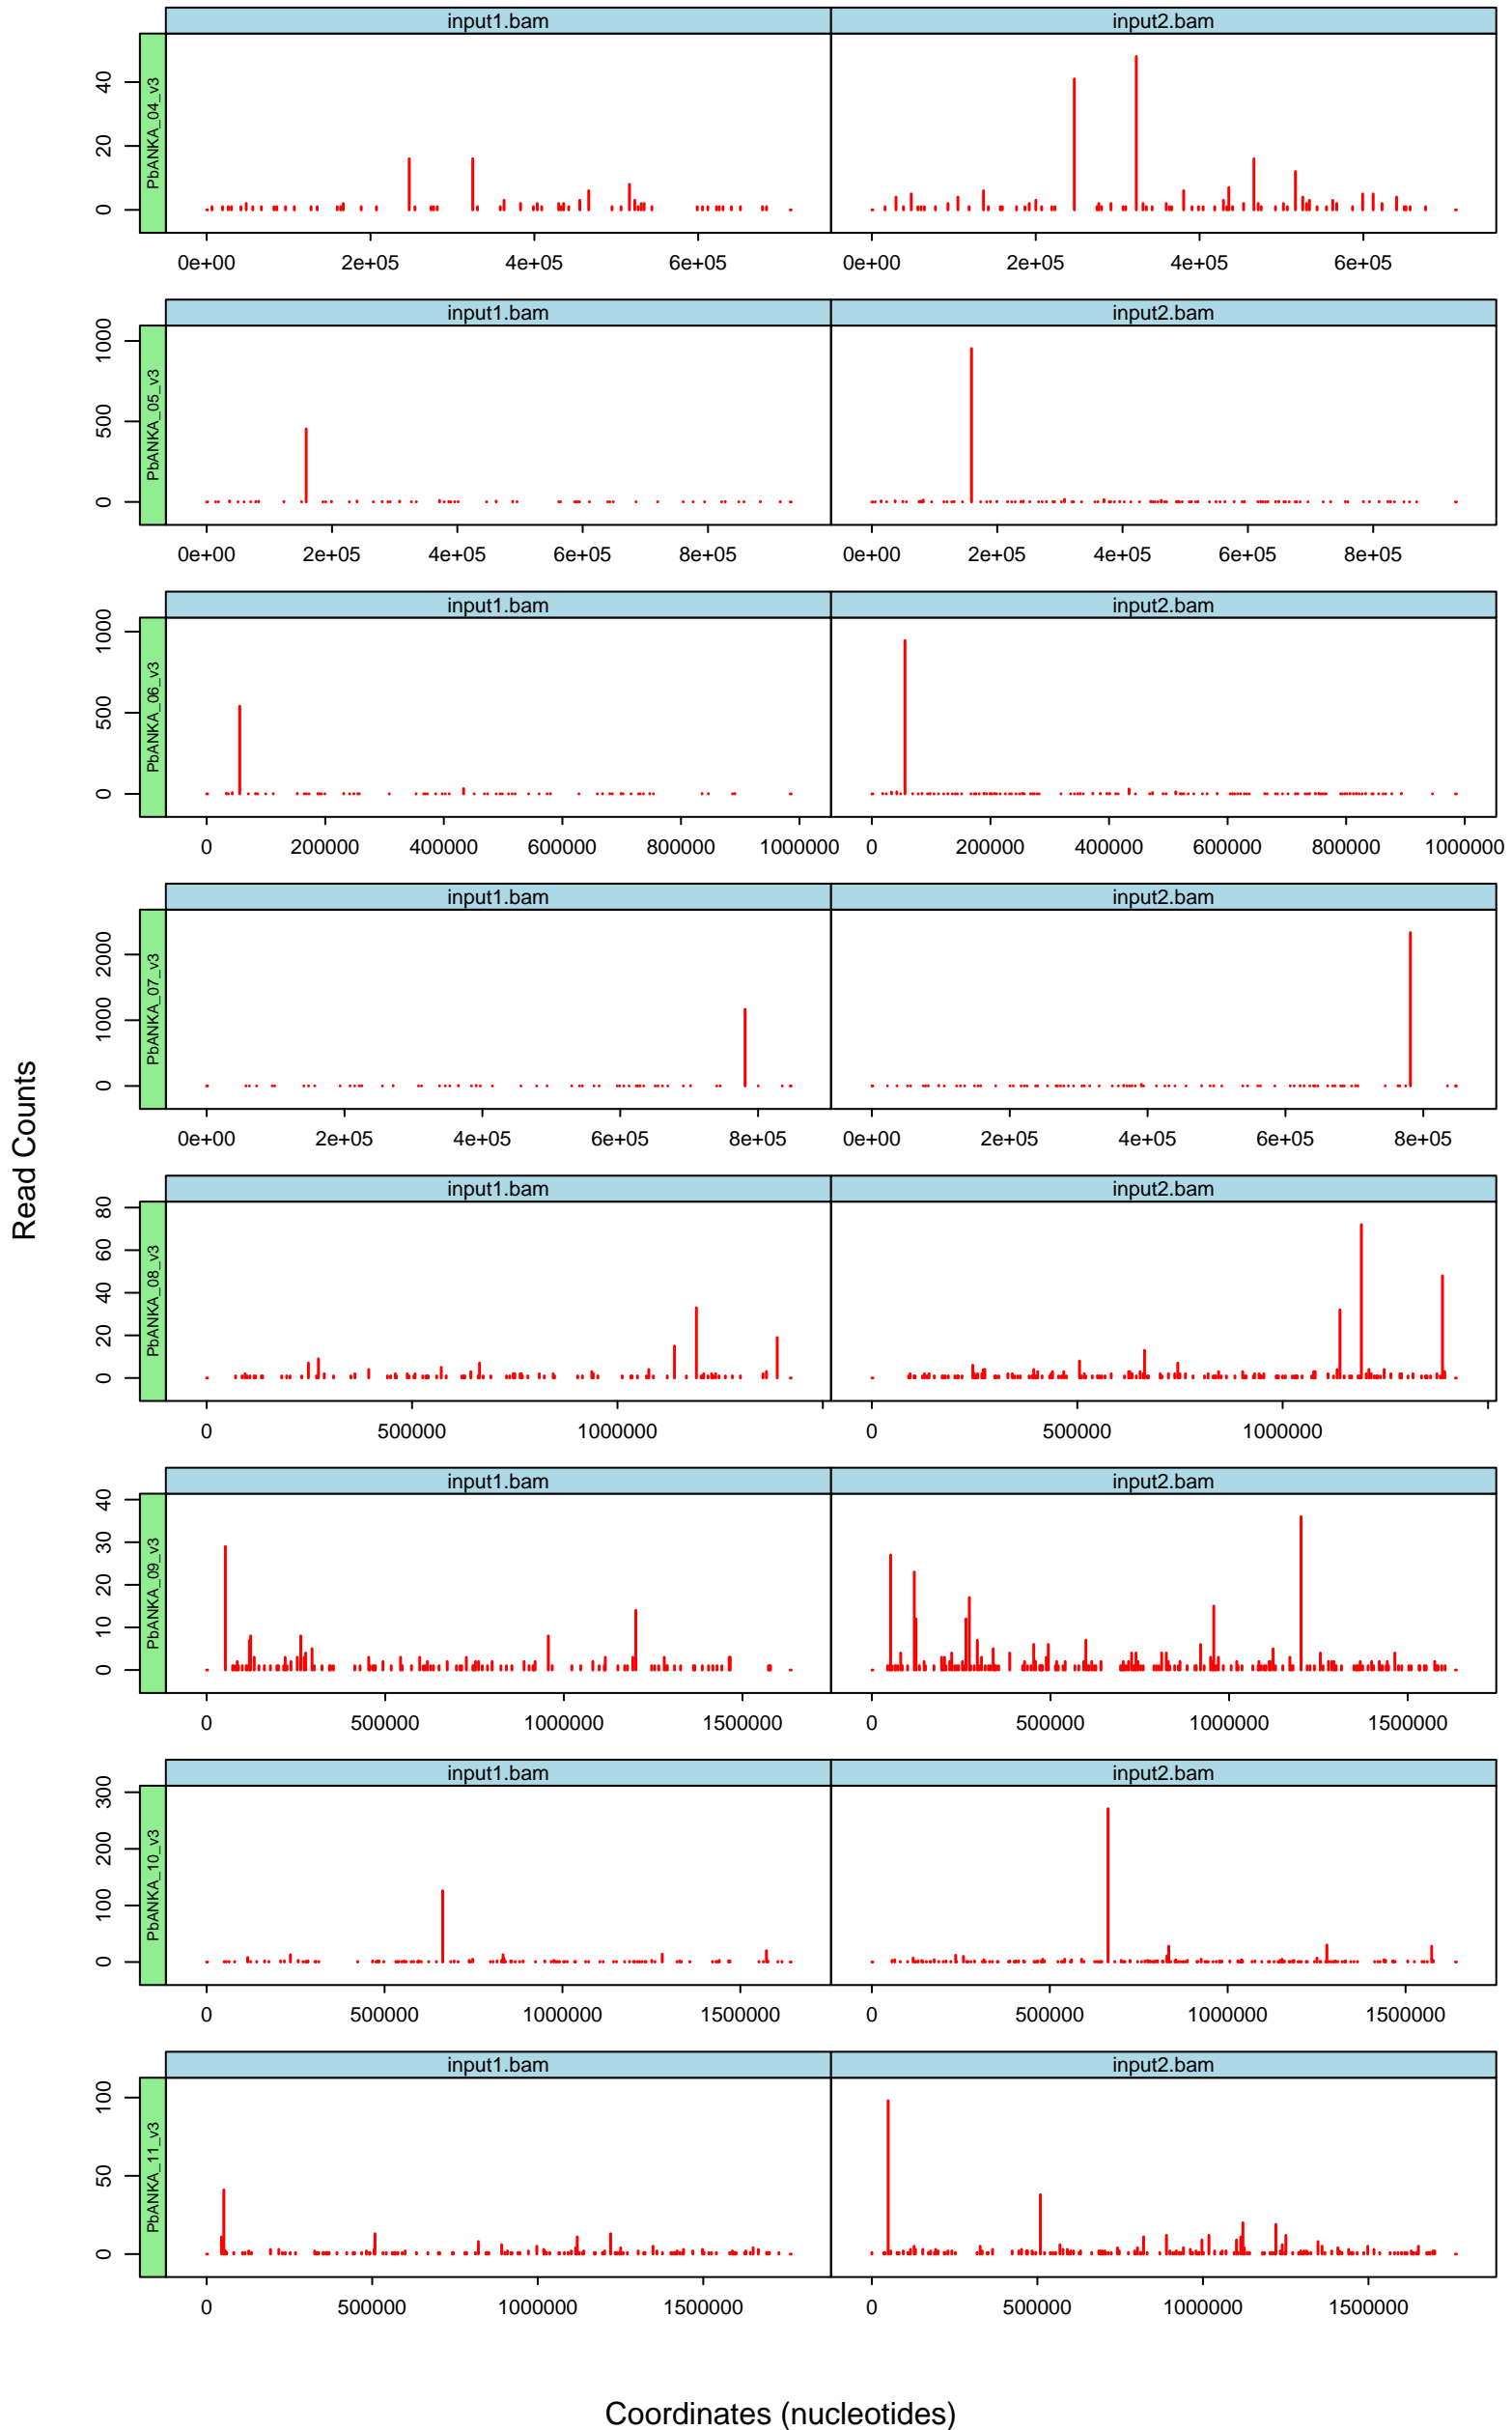 input1.bam input2.bam
PbANKA_04_v3
40
20
0
0e+00 2e+05 4e+05 6e+05 0e+00 2e+05 4e+05 6e+05
input1.bam input2.bam
PbANKA_05_v3
1000
500
0
0e+00 2e+05 4e+05 6e+05 8e+05 0e+00 2e+05 4e+05 6e+05 8e+05
input1.bam input2.bam
PbANKA_06_v3
1000
500
0
0 200000 400000 600000 800000 1000000 0 200000 400000 600000 800000 1000000
input1.bam input2.bam
PbANKA_07_v3
2000
1000
0
0e+00 2e+05 4e+05 6e+05 8e+05 0e+00 2e+05 4e+05 6e+05 8e+05
Read Counts
input1.bam input2.bam
PbANKA_08_v3
80
60
40
20
0
0 500000 1000000 0 500000 1000000
input1.bam input2.bam
PbANKA_09_v3
40
30
20
10
0
0 500000 1000000 1500000 0 500000 1000000 1500000
input1.bam input2.bam
PbANKA_10_v3
300
200
100
0
0 500000 1000000 1500000 0 500000 1000000 1500000
input1.bam input2.bam
PbANKA_11_v3
100
50
0
0 500000 1000000 1500000 0 500000 1000000 1500000
Coordinates (nucleotides)